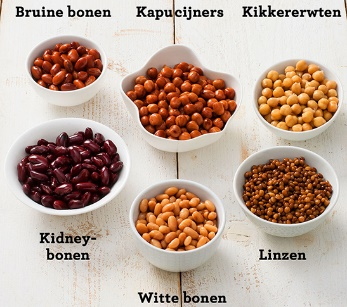 Bruine bonen
Kapucijners
Kikkererwten
Kidney-
bonen
Linzen
Witte bonen